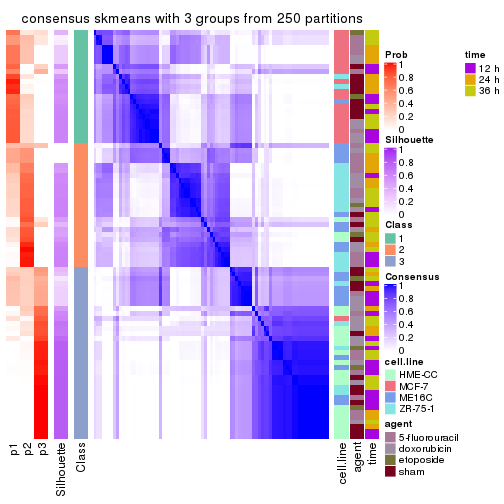 consensus skmeans with 3 groups from 250 partitions
Prob
1
0.8
0.6
0.4
0.2
0
time
12 h
24 h
36 h
Silhouette
1
0.8
0.6
0.4
0.2
0
Class
1
2
3
Consensus
1
0.8
0.6
0.4
0.2
0
cell.line
HME-CC
MCF-7
ME16C
ZR-75-1
agent
5-fluorouracil
doxorubicin
etoposide
sham
p1
p2
p3
Silhouette
Class
cell.line
agent
time